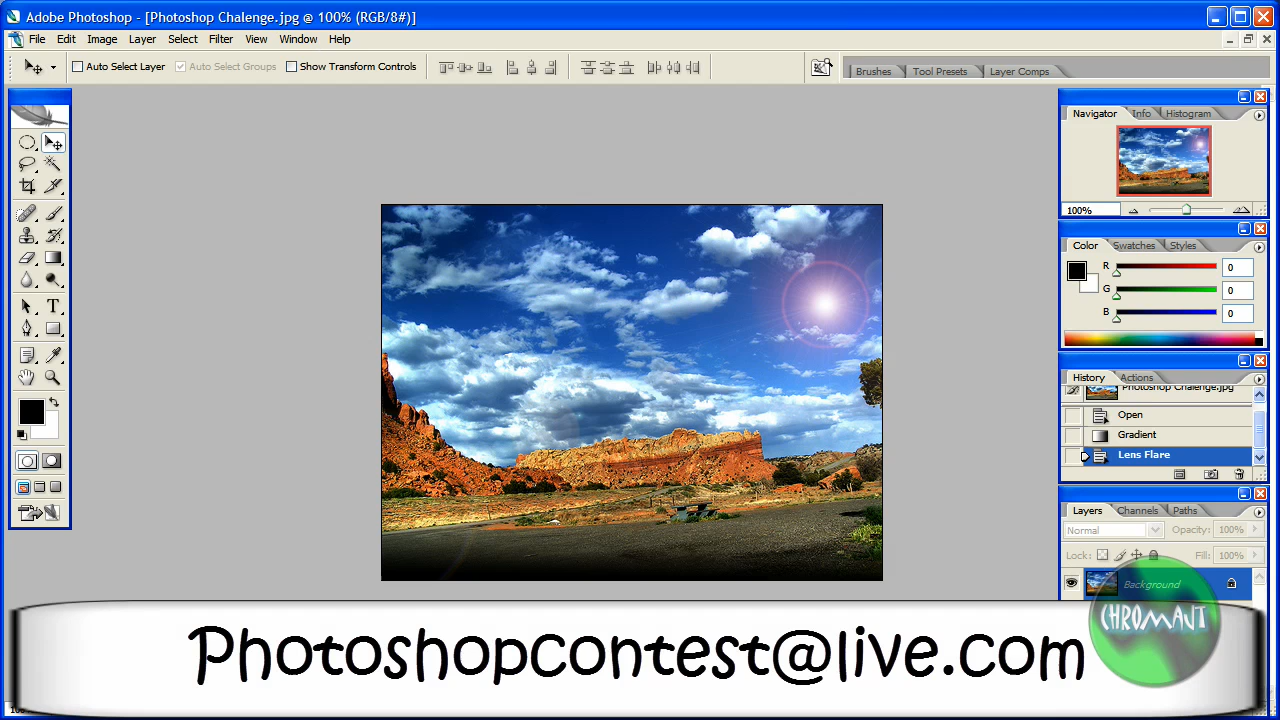 Adobe Photoshop - [Photoshop Chalenge.jpg @ 100% (RGB/8#)]
File Edit Image Layer Select Filter View Window Help
Auto Select Layer Auto Select Groups Show Transform Controls
Brushes Tool Presets Layer Comps
Navigator Info Histogram
100%
Color Swatches Styles
R 0
G 0
B 0
History Actions
Photoshop Chalenge.jpg
Open
Gradient
Lens Flare
Layers Channels Paths
Normal Opacity: 100%
Lock: Fill: 100%
Background
CHROMAJT
Photoshopcontest@live.com